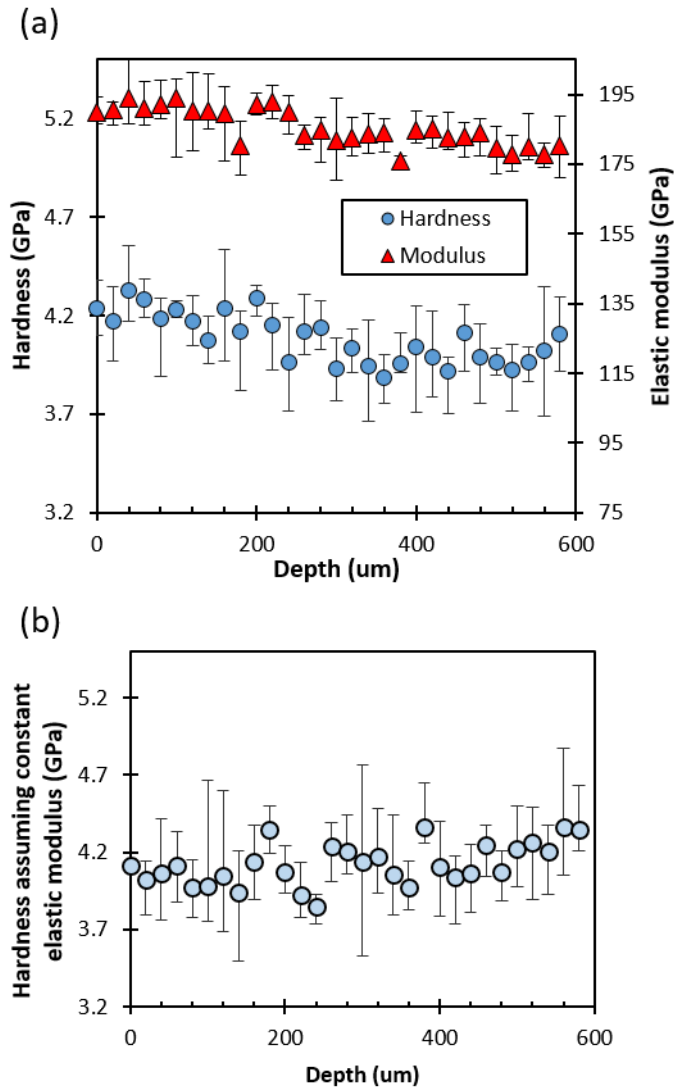 (a)
Hardness (GPa)
5.2
4.7
4.2
3.7
3.2
195
175
155
135
115
95
75
Elastic modulus (GPa)
Hardness
Modulus
0
200
400
600
Depth (um)
(b)
Hardness assuming constant
elastic modulus (GPa)
5.2
4.7
4.2
3.7
3.2
0
200
400
600
Depth (um)